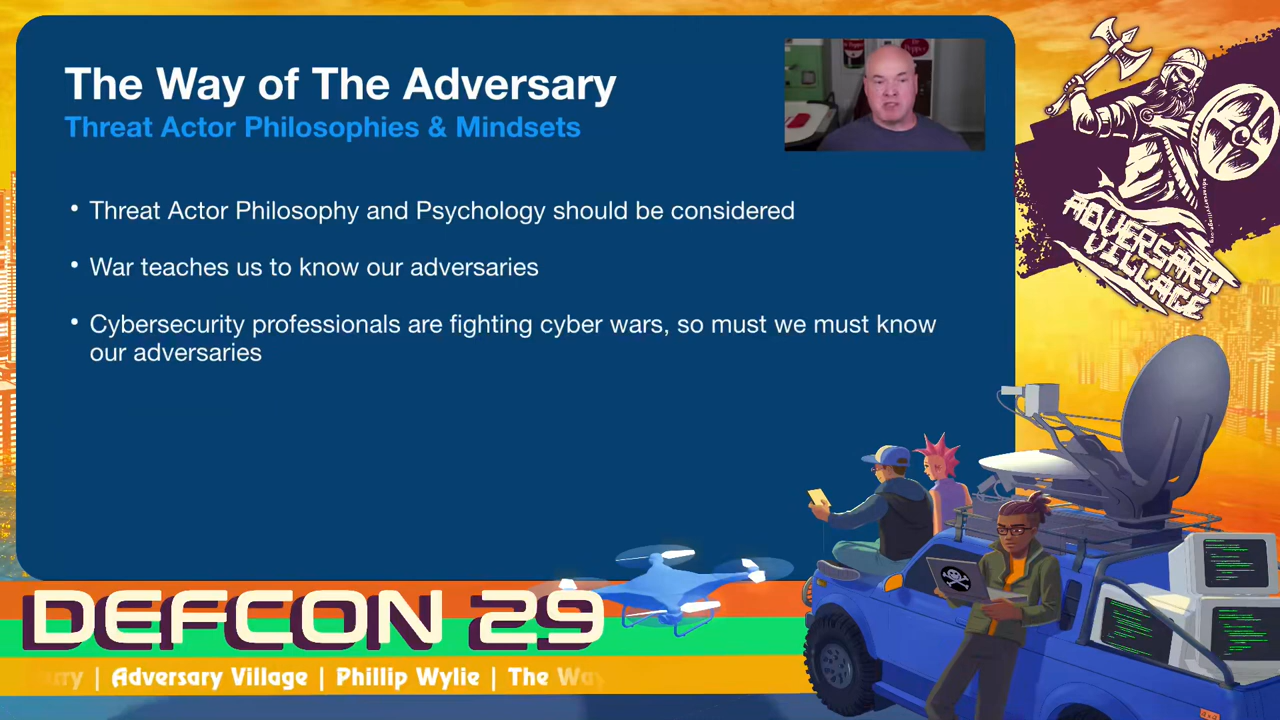 The Way of The Adversary
Threat Actor Philosophies & Mindsets
• Threat Actor Philosophy and Psychology should be considered
• War teaches us to know our adversaries
• Cybersecurity professionals are fighting cyber wars, so must we must know
our adversaries
ADVERSARY
VILLAGE
DEFCON 29
| Adversary Village | Phillip Wylie | The Way